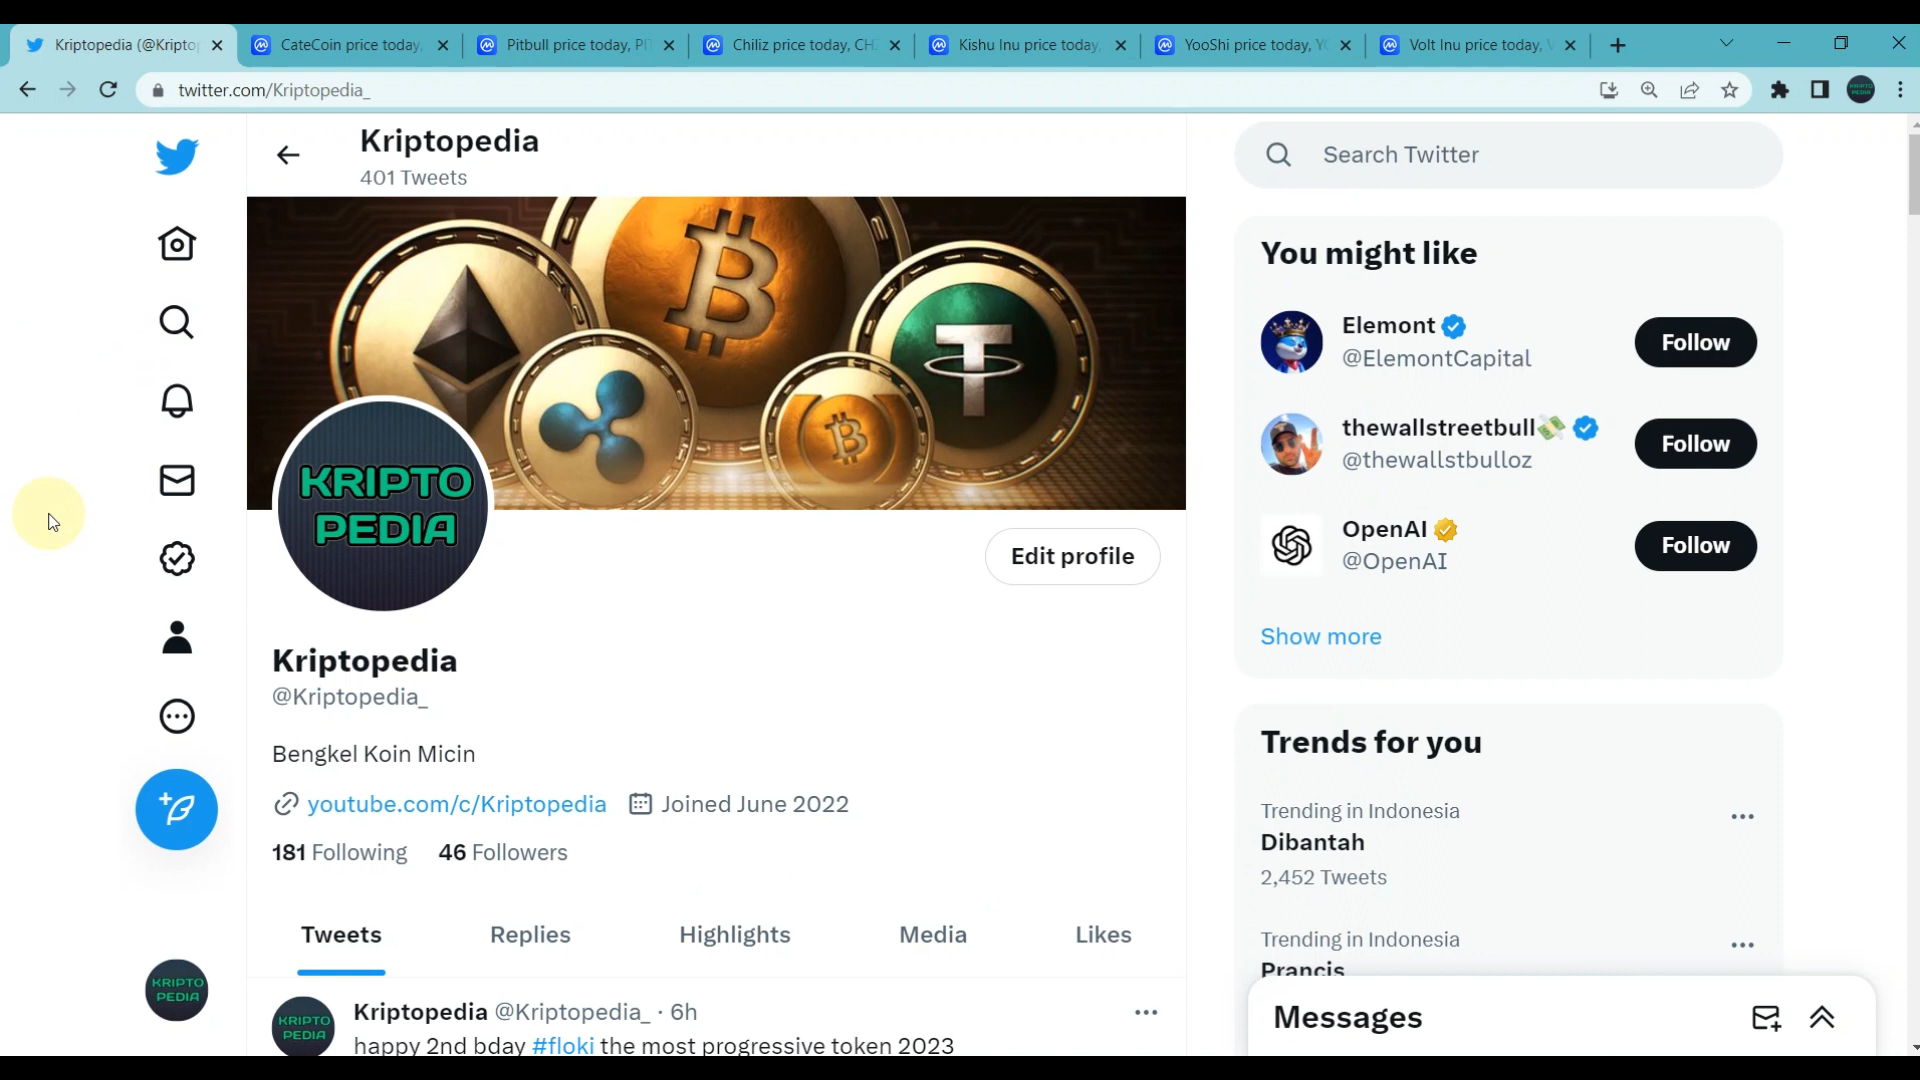 Kriptopedia (@Kripto
CateCoin price today,
Pitbull price today, PI
Chiliz price today, CH
Kishu Inu price today,
YooShi price today, Y
Volt Inu price today,
twitter.com/Kriptopedia_
Kriptopedia
401 Tweets
KRIPTO
PEDIA
Edit profile
Kriptopedia
@Kriptopedia_
Bengkel Koin Micin
youtube.com/c/Kriptopedia Joined June 2022
181 Following 46 Followers
Tweets Replies Highlights Media Likes
KRIPTO
PEDIA
Kriptopedia @Kriptopedia_ · 6h
happy 2nd bday #floki the most progressive token 2023
KRIPTO
PEDIA
Search Twitter
You might like
Elemont
@ElemontCapital
Follow
thewallstreetbull
@thewallstbulloz
Follow
OpenAI
@OpenAI
Follow
Show more
Trends for you
Trending in Indonesia
Dibantah
2,452 Tweets
Trending in Indonesia
Prancis
Messages